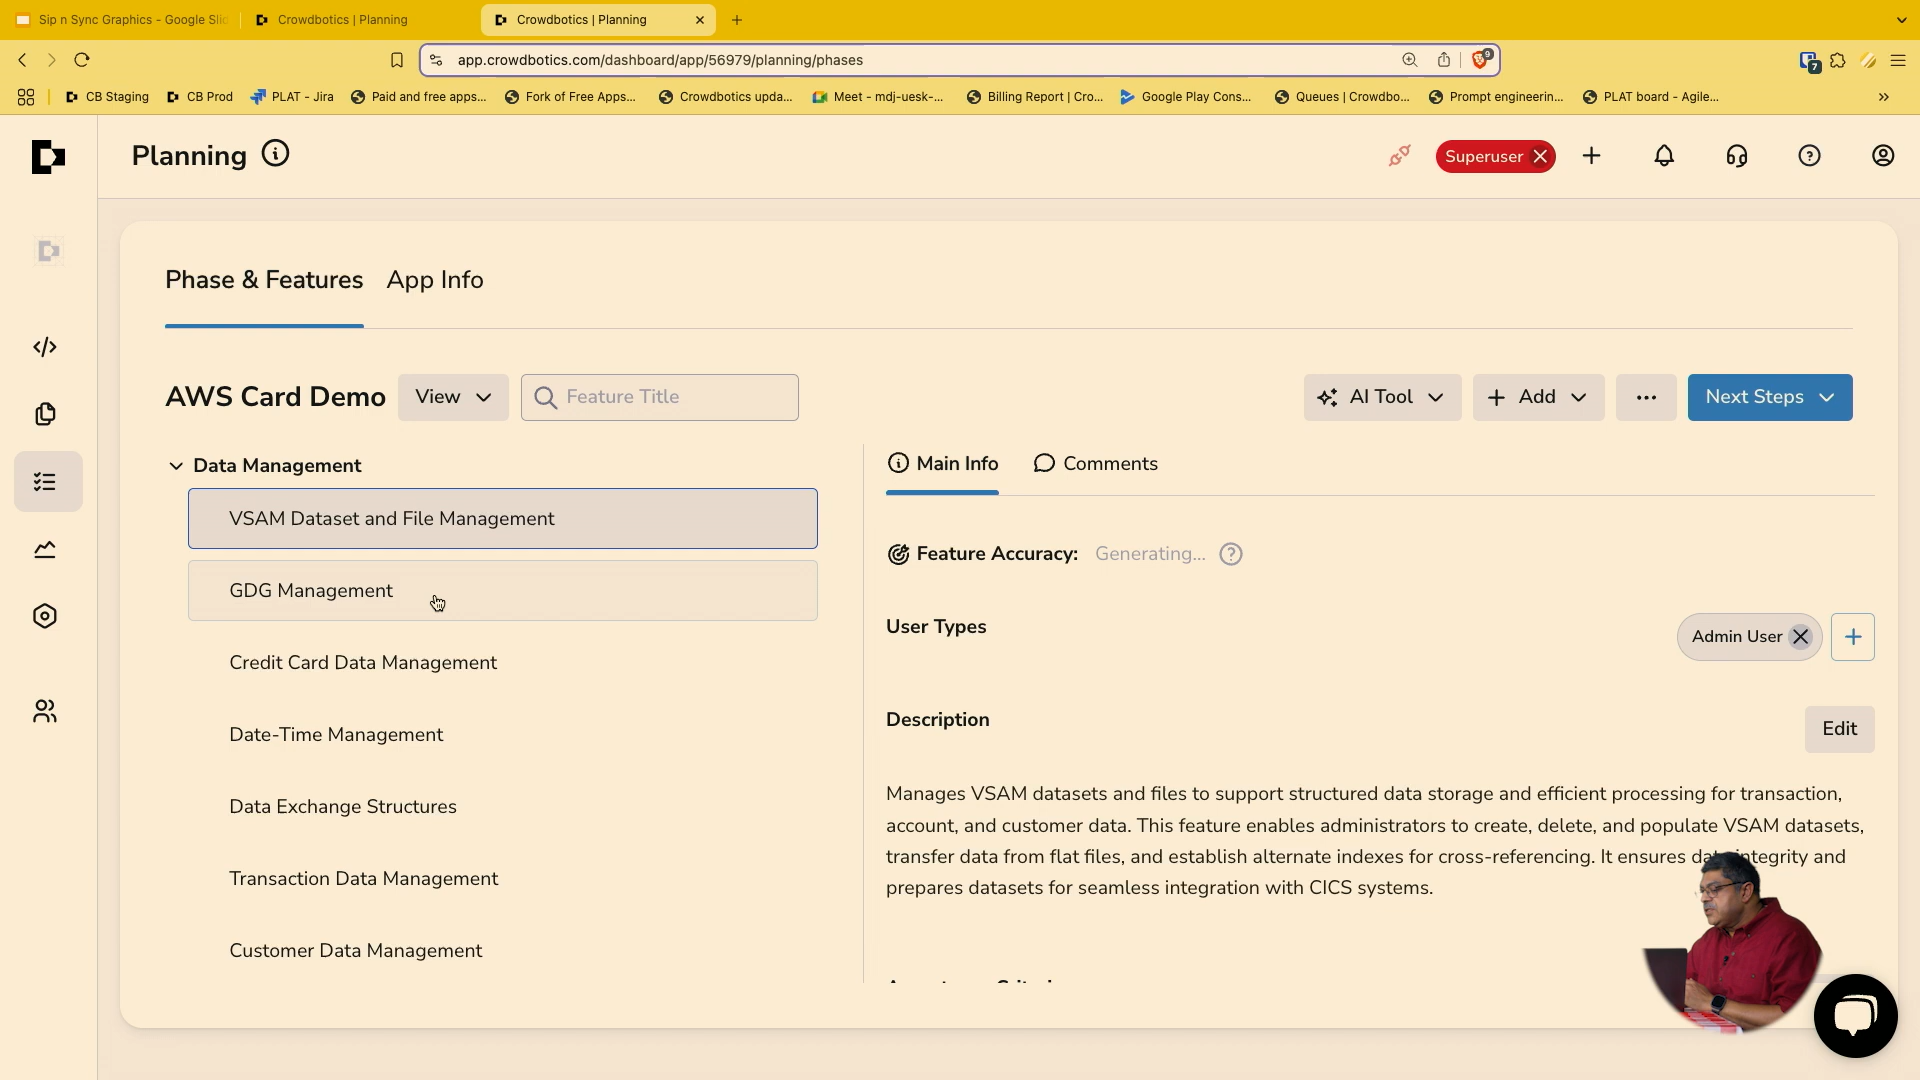 Sip n Sync Graphics - Google Slid
Crowdbotics | Planning
Crowdbotics | Planning
app.crowdbotics.com/dashboard/app/56979/planning/phases
9
7
CB Staging
CB Prod
PLAT - Jira
Paid and free apps...
Fork of Free Apps...
Crowdbotics upda...
Meet - mdj-uesk-...
Billing Report | Cro...
Google Play Cons...
Queues | Crowdbo...
Prompt engineerin...
PLAT board - Agile...
Planning
Superuser
Phase & Features
App Info
AWS Card Demo
View
Feature Title
AI Tool
Add
Next Steps
Data Management
VSAM Dataset and File Management
GDG Management
Credit Card Data Management
Date-Time Management
Data Exchange Structures
Transaction Data Management
Customer Data Management
Main Info
Comments
Feature Accuracy: Generating...
User Types
Admin User
Description
Edit
Manages VSAM datasets and files to support structured data storage and efficient processing for transaction,
account, and customer data. This feature enables administrators to create, delete, and populate VSAM datasets,
transfer data from flat files, and establish alternate indexes for cross-referencing. It ensures data integrity and
prepares datasets for seamless integration with CICS systems.